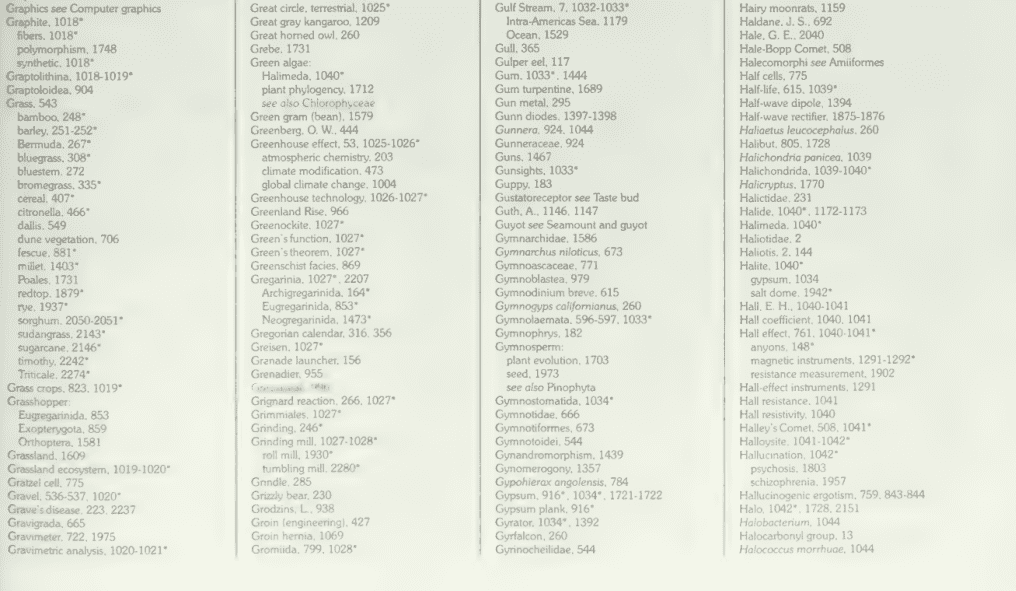 Graphics see Computer graphics
Graphite, 1018*
fibers, 1018*
polymorphism, 1748
synthetic, 1018*
Graptolithina, 1018-1019*
Graptoloidea, 904
Grass, 543
bamboo, 248*
barley, 251-252*
Bermuda, 267*
bluegrass, 308*
bluestem, 272
bromegrass, 335*
cereal, 407*
citronella, 466*
dallis, 549
dune vegetation, 706
fescue, 881*
millet, 1403*
Poales, 1731
redtop, 1879*
rye, 1937*
sorghum, 2050-2051*
sudangrass, 2143*
sugarcane, 2146*
timothy, 2242*
Triticale, 2274*
Grass crops, 823, 1019*
Grasshopper:
Eugregarinida, 853
Exopterygota, 859
Orthoptera, 1581
Grassland, 1609
Grassland ecosystem, 1019-1020*
Gratzel cell, 775
Gravel, 536-537, 1020*
Grave's disease, 223, 2237
Gravigrada, 665
Gravimeter, 722, 1975
Gravimetric analysis, 1020-1021*
Great circle, terrestrial, 1025*
Great gray kangaroo, 1209
Great horned owl, 260
Grebe, 1731
Green algae:
Halimeda, 1040*
plant phylogeny, 1712
see also Chlorophyceae
Green gram (bean), 1579
Greenberg, O. W., 444
Greenhouse effect, 53, 1025-1026*
atmospheric chemistry, 203
climate modification, 473
global climate change, 1004
Greenhouse technology, 1026-1027*
Greenland Rise, 966
Greenockite, 1027*
Green's function, 1027*
Green's theorem, 1027*
Greenschist facies, 869
Gregarinia, 1027*, 2207
Archigregarinida, 164*
Eugregarinida, 853*
Neogregarinida, 1473*
Gregorian calendar, 316, 356
Greisen, 1027*
Grenade launcher, 156
Grenadier, 955
Grignard reaction, 266, 1027*
Grimmiales, 1027*
Grinding, 246*
Grinding mill, 1027-1028*
roll mill, 1930*
tumbling mill, 2280*
Grindle, 285
Grizzly bear, 230
Grodzins, L., 938
Groin (engineering), 427
Groin hernia, 1069
Gromiida, 799, 1028*
Gulf Stream, 7, 1032-1033*
Intra-Americas Sea, 1179
Ocean, 1529
Gull, 365
Gulper eel, 117
Gum, 1033*, 1444
Gum turpentine, 1689
Gun metal, 295
Gunn diodes, 1397-1398
Gunnera, 924, 1044
Gunneraceae, 924
Guns, 1467
Gunsights, 1033*
Guppy, 183
Gustatoreceptor see Taste bud
Guth, A., 1146, 1147
Guyot see Seamount and guyot
Gymnarchidae, 1586
Gymnarchus niloticus, 673
Gymnoascaceae, 771
Gymnoblastea, 979
Gymnodinium breve, 615
Gymnogyps californianus, 260
Gymnolaemata, 596-597, 1033*
Gymnophrys, 182
Gymnosperm:
plant evolution, 1703
seed, 1973
see also Pinophyta
Gymnostomatida, 1034*
Gymnotidae, 666
Gymnotiformes, 673
Gymnotoidei, 544
Gynandromorphism, 1439
Gynomerogony, 1357
Gypohierax angolensis, 784
Gypsum, 916*, 1034*, 1721-1722
Gypsum plank, 916*
Gyrator, 1034*, 1392
Gyrfalcon, 260
Gyrinocheilidae, 544
Hairy moonrats, 1159
Haldane, J. S., 692
Hale, G. E., 2040
Hale-Bopp Comet, 508
Halecomorphi see Amiiformes
Half cells, 775
Half-life, 615, 1039*
Half-wave dipole, 1394
Half-wave rectifier, 1875-1876
Haliaetus leucocephalus, 260
Halibut, 805, 1728
Halichondria panicea, 1039
Halichondrida, 1039-1040*
Halicryptus, 1770
Halictidae, 231
Halide, 1040*, 1172-1173
Halimeda, 1040*
Haliotidae, 2
Haliotis, 2, 144
Halite, 1040*
gypsum, 1034
salt dome, 1942*
Hall, E. H., 1040-1041
Hall coefficient, 1040, 1041
Hall effect, 761, 1040-1041*
anyons, 148*
magnetic instruments, 1291-1292*
resistance measurement, 1902
Hall-effect instruments, 1291
Hall resistance, 1041
Hall resistivity, 1040
Halley's Comet, 508, 1041*
Halloysite, 1041-1042*
Hallucination, 1042*
psychosis, 1803
schizophrenia, 1957
Hallucinogenic ergotism, 759, 843-844
Halo, 1042*, 1728, 2151
Halobacterium, 1044
Halocarbonyl group, 13
Halococcus morrhuae, 1044